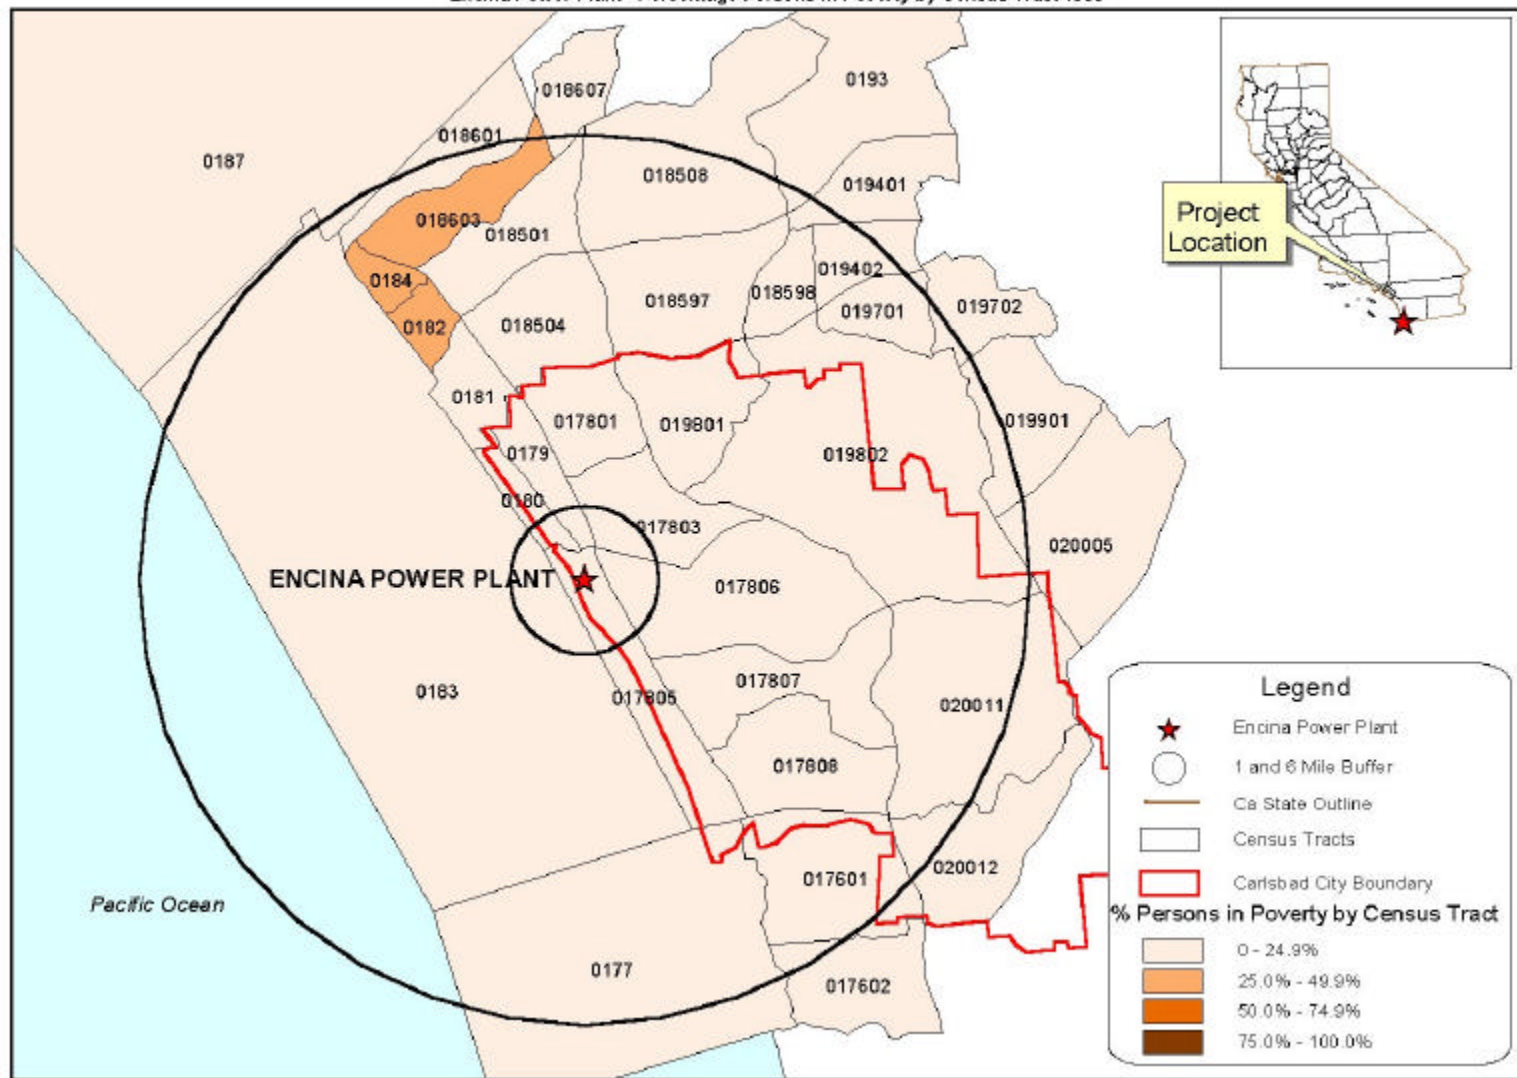 0193
018607
018601
0187
018508
019401
018603
018501
0184
019402
018597
018598
019701
019702
0182
018504
0181
017801
019801
019901
0179
019802
0180
017803
020005
ENCINA POWER PLANT
017806
0183
017805
017807
020011
017808
017601
020012
Pacific Ocean
0177
017602
Project
Location
Legend
Encina Power Plant
1 and 6 Mile Buffer
Ca State Outline
Census Tracts
Carlsbad City Boundary
% Persons in Poverty by Census Tract
0 - 24.9%
25.0% - 49.9%
50.0% - 74.9%
75.0% - 100.0%